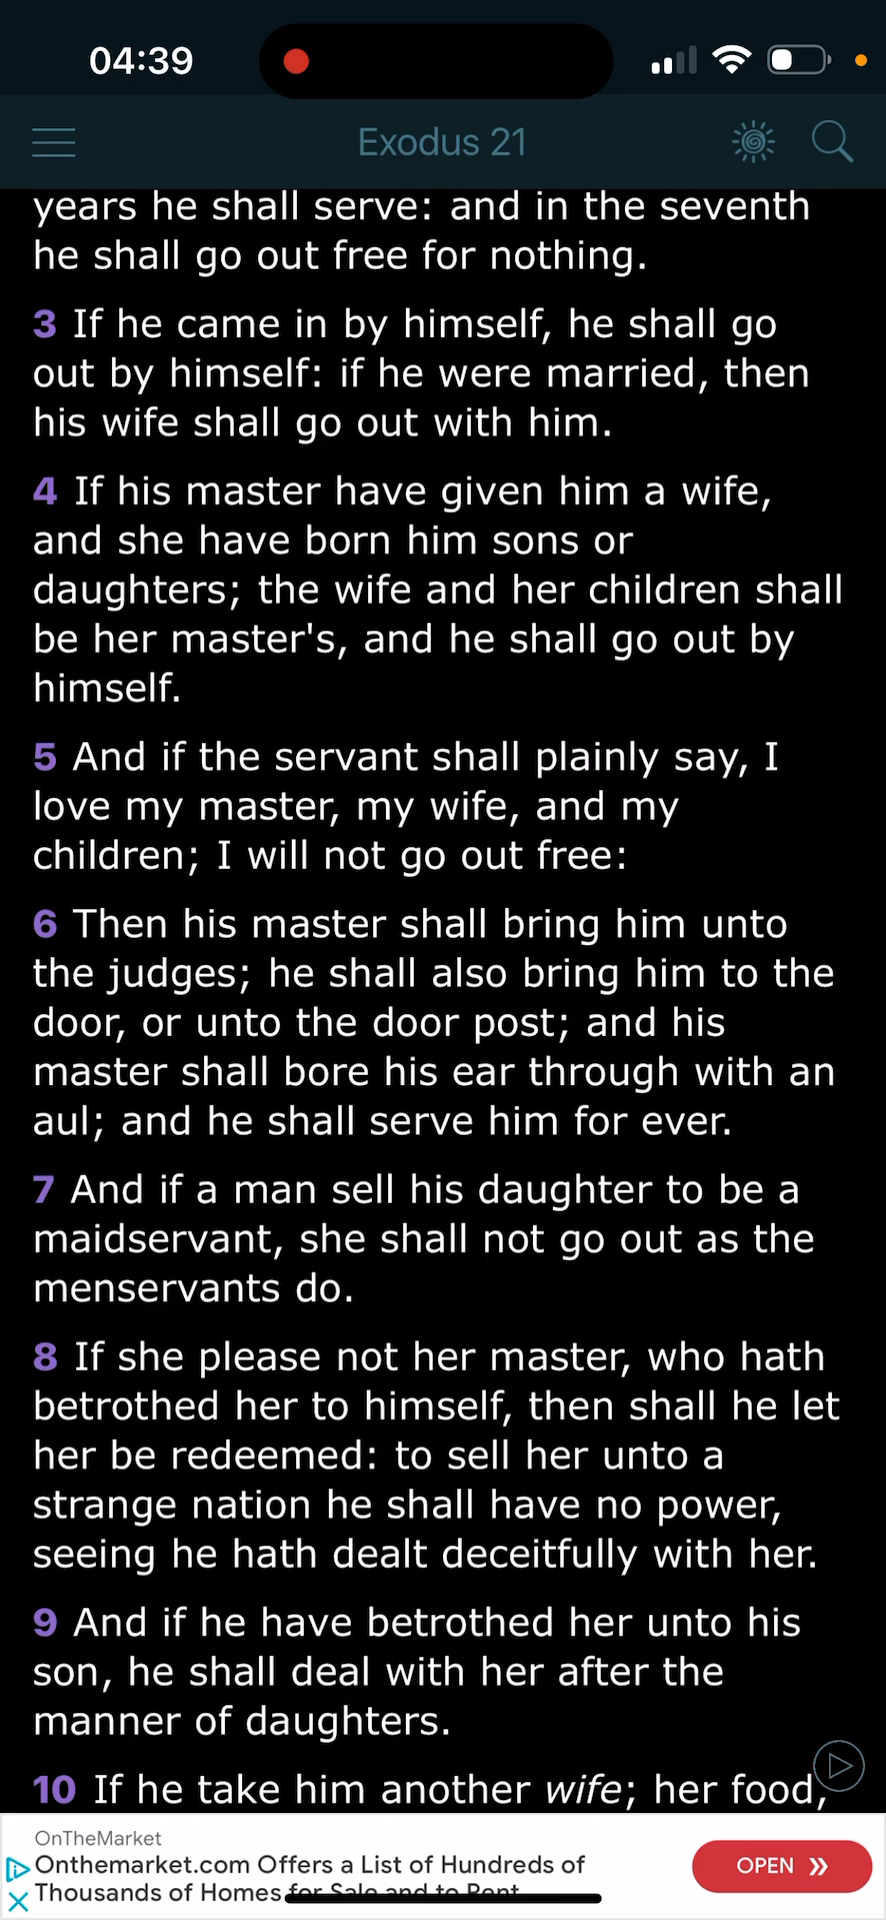 04:39
Exodus 21
years he shall serve: and in the seventh
he shall go out free for nothing.
3 If he came in by himself, he shall go
out by himself: if he were married, then
his wife shall go out with him.
4 If his master have given him a wife,
and she have born him sons or
daughters; the wife and her children shall
be her master's, and he shall go out by
himself.
5 And if the servant shall plainly say, I
love my master, my wife, and my
children; I will not go out free:
6 Then his master shall bring him unto
the judges; he shall also bring him to the
door, or unto the door post; and his
master shall bore his ear through with an
aul; and he shall serve him for ever.
7 And if a man sell his daughter to be a
maidservant, she shall not go out as the
menservants do.
8 If she please not her master, who hath
betrothed her to himself, then shall he let
her be redeemed: to sell her unto a
strange nation he shall have no power,
seeing he hath dealt deceitfully with her.
9 And if he have betrothed her unto his
son, he shall deal with her after the
manner of daughters.
10 If he take him another wife; her food,
OnTheMarket
Onthemarket.com Offers a List of Hundreds of
Thousands of Homes for Sale and to Rent
OPEN